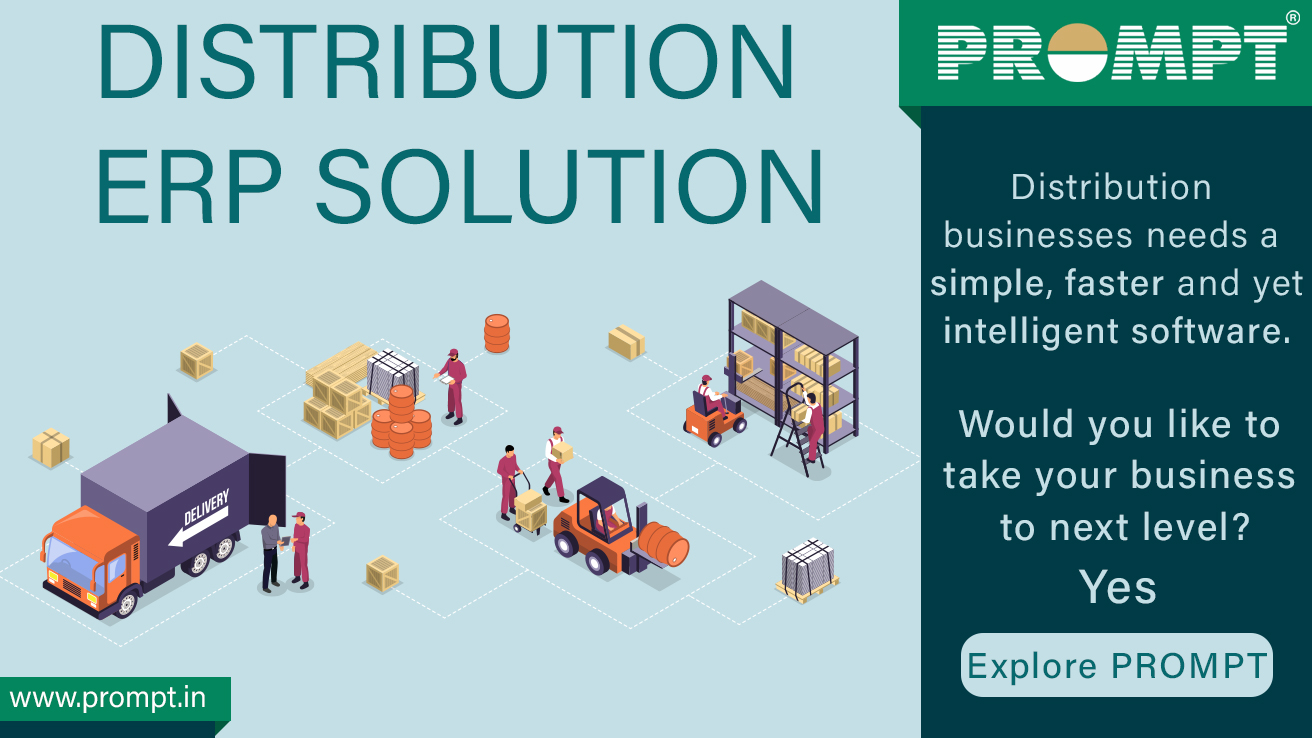 DISTRIBUTION
ERP SOLUTION
DELIVERY
www.prompt.in
PROMPT®
Distribution
businesses needs a
simple, faster and yet
intelligent software.
Would you like to
take your business
to next level?
Yes
Explore PROMPT